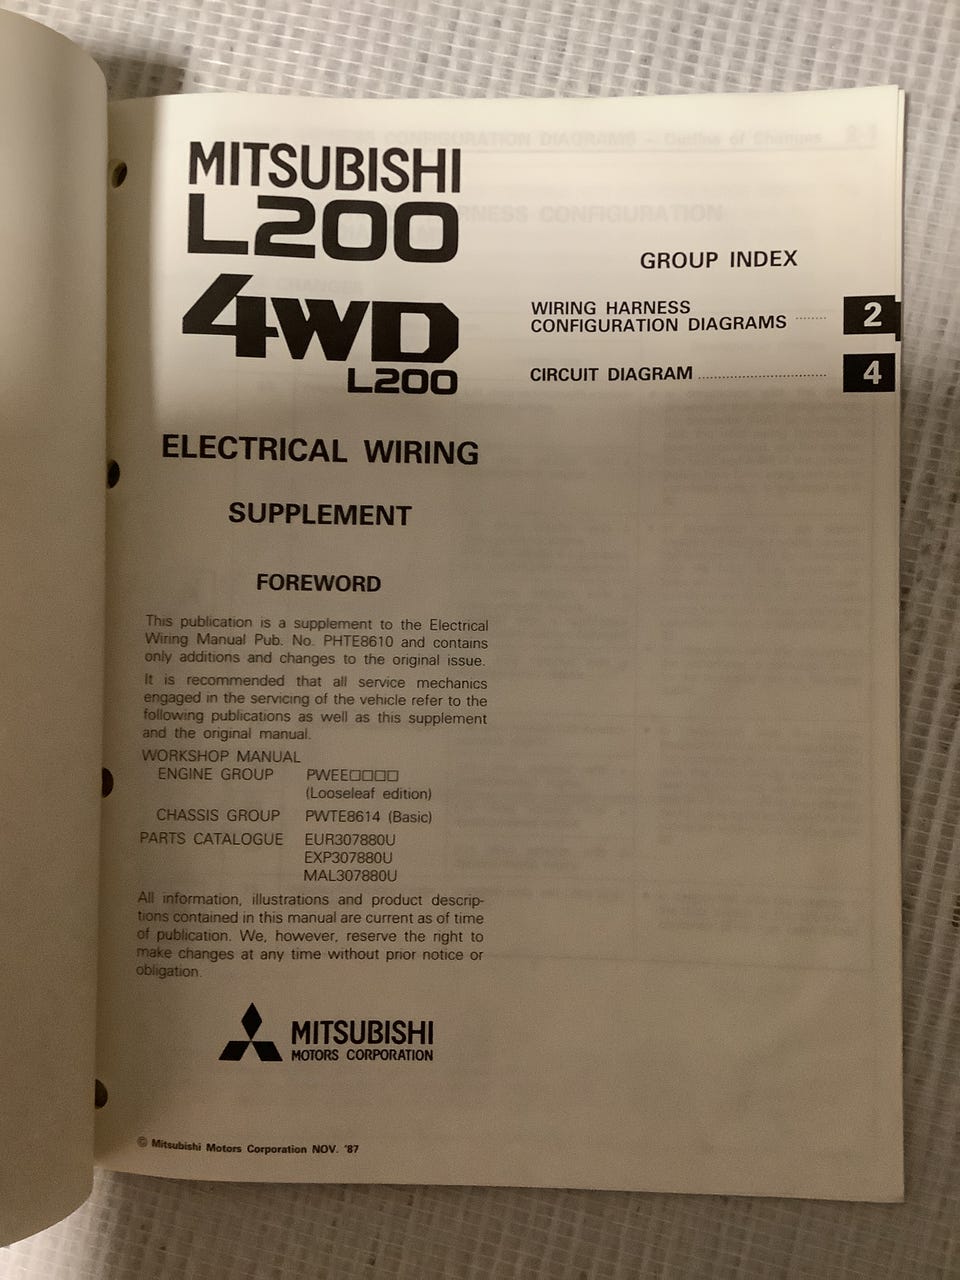 MITSUBISHI
L200
4WD
L200
ELECTRICAL WIRING
SUPPLEMENT
FOREWORD
This publication is a supplement to the Electrical
Wiring Manual Pub. No. PHTE8610 and contains
only additions and changes to the original issue.
It is recommended that all service mechanics
engaged in the servicing of the vehicle refer to the
following publications as well as this supplement
and the original manual.
WORKSHOP MANUAL
ENGINE GROUP PWEE□□□□
(Looseleaf edition)
CHASSIS GROUP PWTE8614 (Basic)
PARTS CATALOGUE EUR307880U
EXP307880U
MAL307880U
All information, illustrations and product descrip-
tions contained in this manual are current as of time
of publication. We, however, reserve the right to
make changes at any time without prior notice or
obligation.
MITSUBISHI
MOTORS CORPORATION
© Mitsubishi Motors Corporation NOV. '87
GROUP INDEX
WIRING HARNESS
CONFIGURATION DIAGRAMS ........ 2
CIRCUIT DIAGRAM ................................ 4